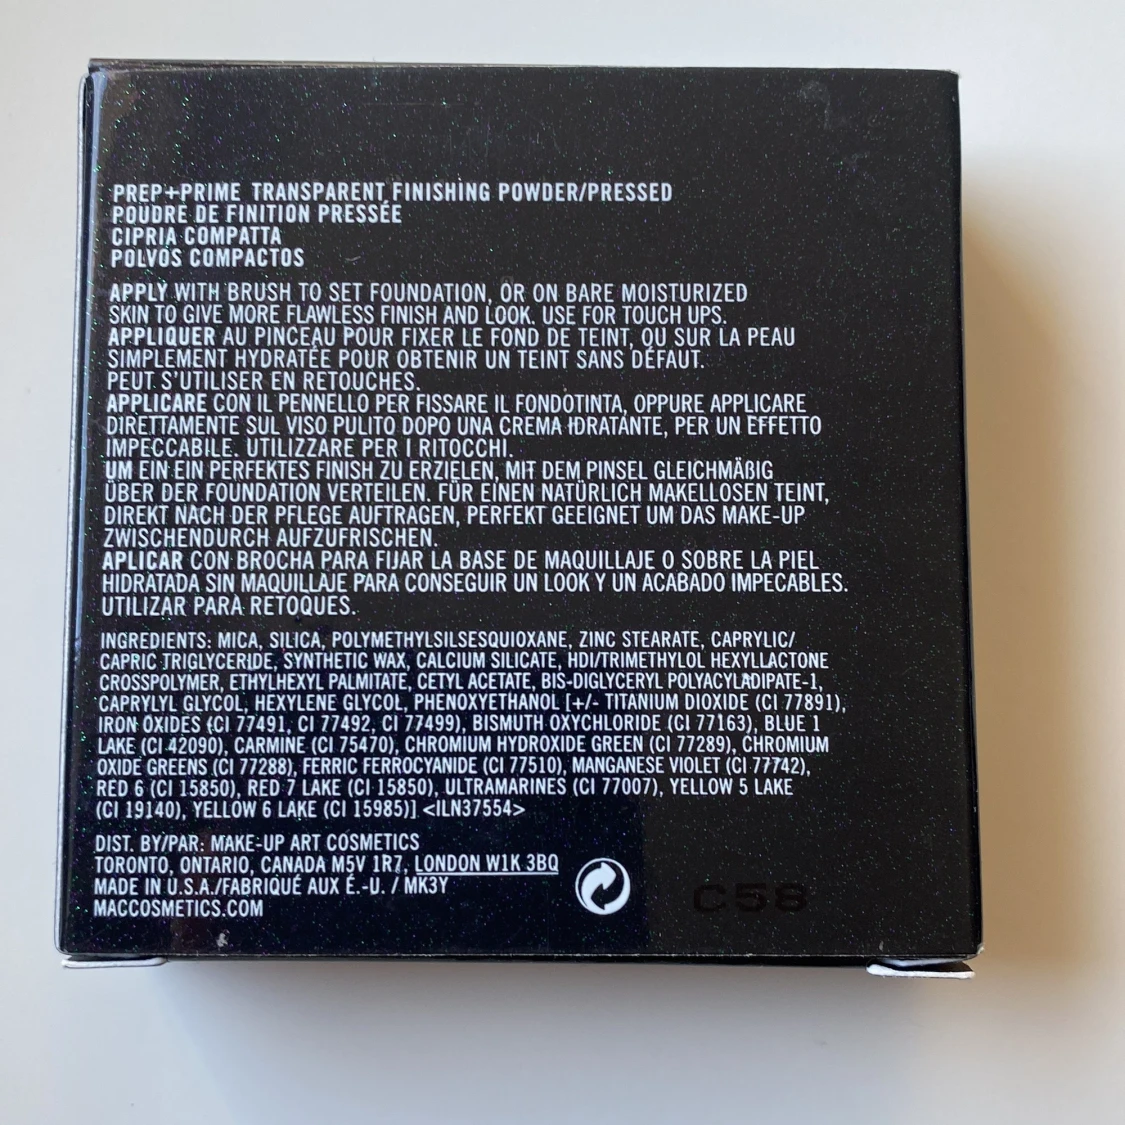 PREP+PRIME TRANSPARENT FINISHING POWDER/PRESSED
POUDRE DE FINITION PRESSÉE
CIPRIA COMPATTA
POLVOS COMPACTOS
APPLY WITH BRUSH TO SET FOUNDATION, OR ON BARE MOISTURIZED
SKIN TO GIVE MORE FLAWLESS FINISH AND LOOK. USE FOR TOUCH UPS.
APPLIQUER AU PINCEAU POUR FIXER LE FOND DE TEINT, OU SUR LA PEAU
SIMPLEMENT HYDRATÉE POUR OBTENIR UN TEINT SANS DÉFAUT.
PEUT S'UTILISER EN RETOUCHES.
APPLICARE CON IL PENNELLO PER FISSARE IL FONDOTINTA, OPPURE APPLICARE
DIRETTAMENTE SUL VISO PULITO DOPO UNA CREMA IDRATANTE, PER UN EFFETTO
IMPECCABILE. UTILIZZARE PER I RITOCCHI.
UM EIN EIN PERFEKTES FINISH ZU ERZIELEN, MIT DEM PINSEL GLEICHMÄßIG
ÜBER DER FOUNDATION VERTEILEN. FÜR EINEN NATÜRLICH MAKELLOSEN TEINT,
DIREKT NACH DER PFLEGE AUFTRAGEN, PERFEKT GEEIGNET UM DAS MAKE-UP
ZWISCHENDURCH AUFZUFRISCHEN.
APLICAR CON BROCHA PARA FIJAR LA BASE DE MAQUILLAJE O SOBRE LA PIEL
HIDRATADA SIN MAQUILLAJE PARA CONSEGUIR UN LOOK Y UN ACABADO IMPECABLES.
UTILIZAR PARA RETOQUES.
INGREDIENTS: MICA, SILICA, POLYMETHYLSILSESQUIOXANE, ZINC STEARATE, CAPRYLIC/
CAPRIC TRIGLYCERIDE, SYNTHETIC WAX, CALCIUM SILICATE, HDI/TRIMETHYLOL HEXYLLACTONE
CROSSPOLYMER, ETHYLHEXYL PALMITATE, CETYL ACETATE, BIS-DIGLYCERYL POLYACYLADIPATE-1,
CAPRYLYL GLYCOL, HEXYLENE GLYCOL, PHENOXYETHANOL [+/- TITANIUM DIOXIDE (CI 77891),
IRON OXIDES (CI 77491, CI 77492, CI 77499), BISMUTH OXYCHLORIDE (CI 77163), BLUE 1
LAKE (CI 42090), CARMINE (CI 75470), CHROMIUM HYDROXIDE GREEN (CI 77289), CHROMIUM
OXIDE GREENS (CI 77288), FERRIC FERROCYANIDE (CI 77510), MANGANESE VIOLET (CI 77742),
RED 6 (CI 15850), RED 7 LAKE (CI 15850), ULTRAMARINES (CI 77007), YELLOW 5 LAKE
(CI 19140), YELLOW 6 LAKE (CI 15985)] <ILN37554>
DIST. BY/PAR: MAKE-UP ART COSMETICS
TORONTO, ONTARIO, CANADA M5V 1R7, LONDON W1K 3BQ
MADE IN U.S.A./FABRIQUÉ AUX É.-U. / MK3Y
MACCOSMETICS.COM
C58